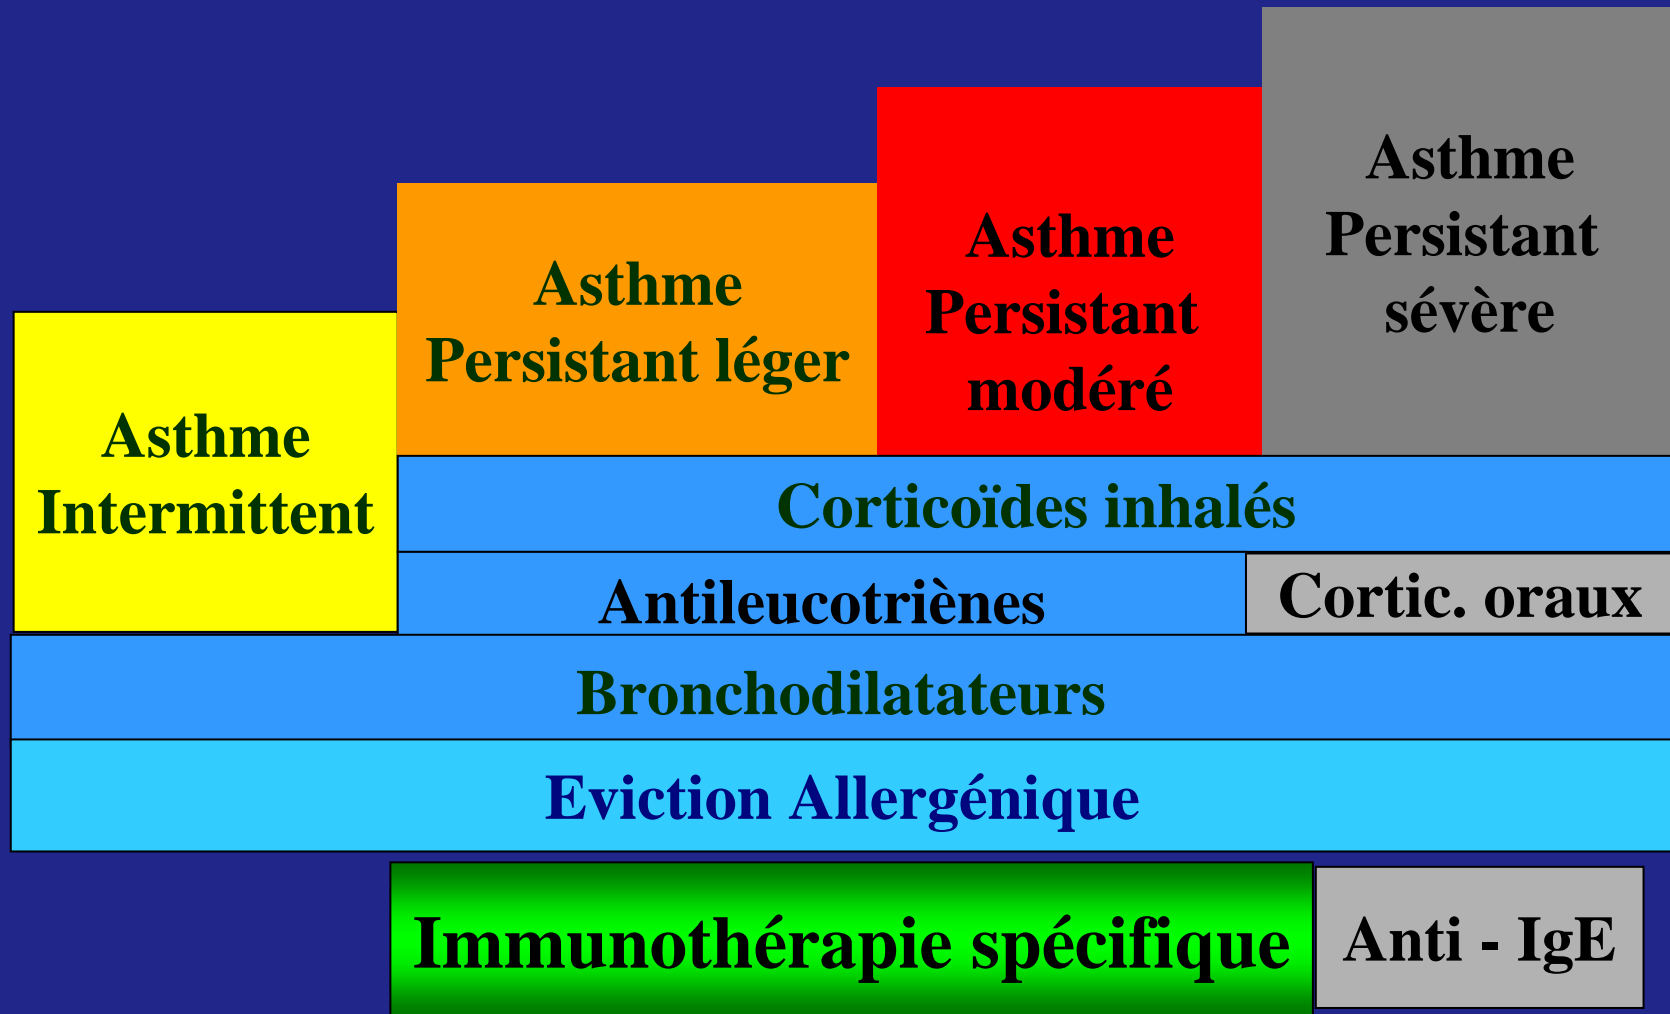 Asthme
Intermittent
Asthme
Persistant léger
Asthme
Persistant
modéré
Asthme
Persistant
sévère
Corticoïdes inhalés
Antileucotriènes
Cortic. oraux
Bronchodilatateurs
Eviction Allergénique
Immunothérapie spécifique
Anti - IgE